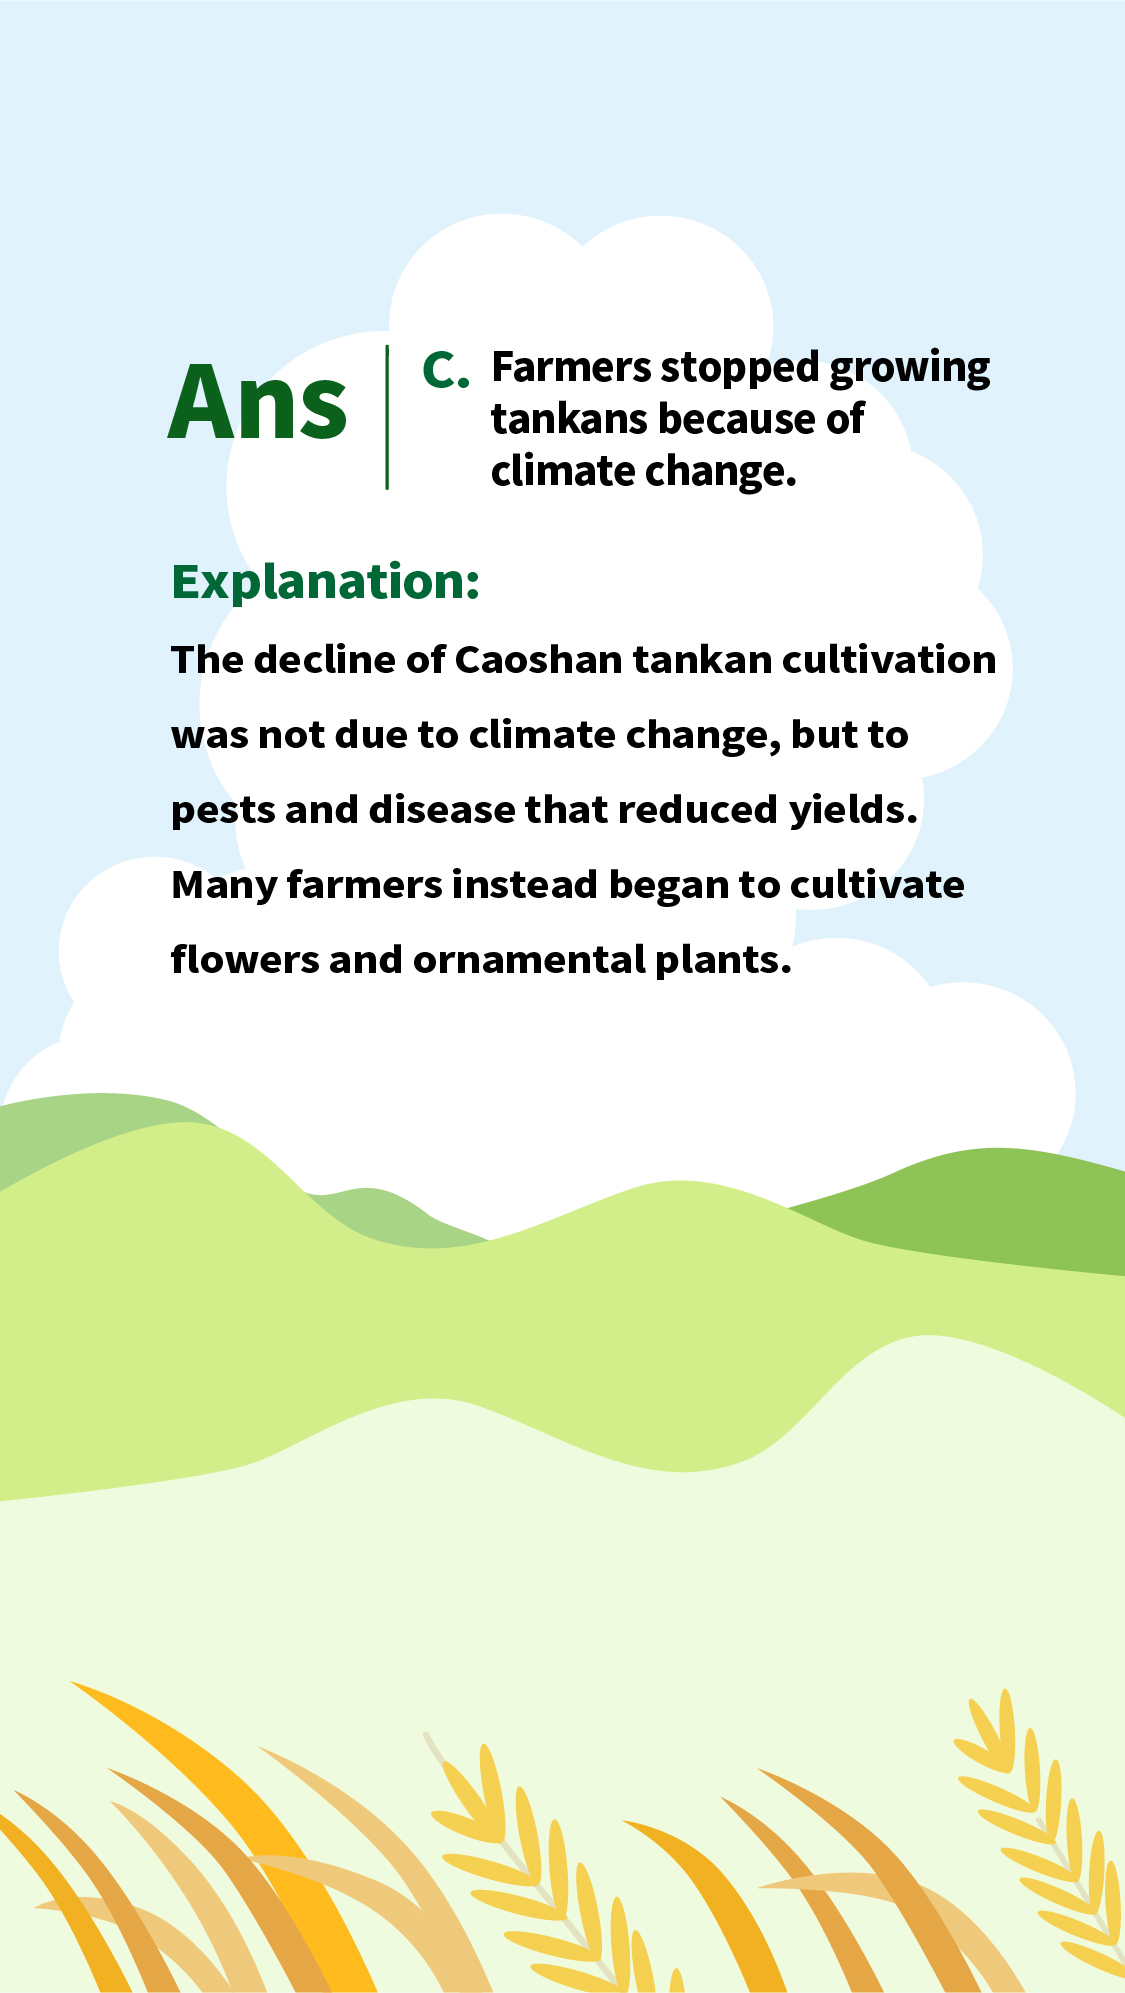 Ans
C. Farmers stopped growing
tankans because of
climate change.
Explanation:
The decline of Caoshan tankan cultivation
was not due to climate change, but to
pests and disease that reduced yields.
Many farmers instead began to cultivate
flowers and ornamental plants.